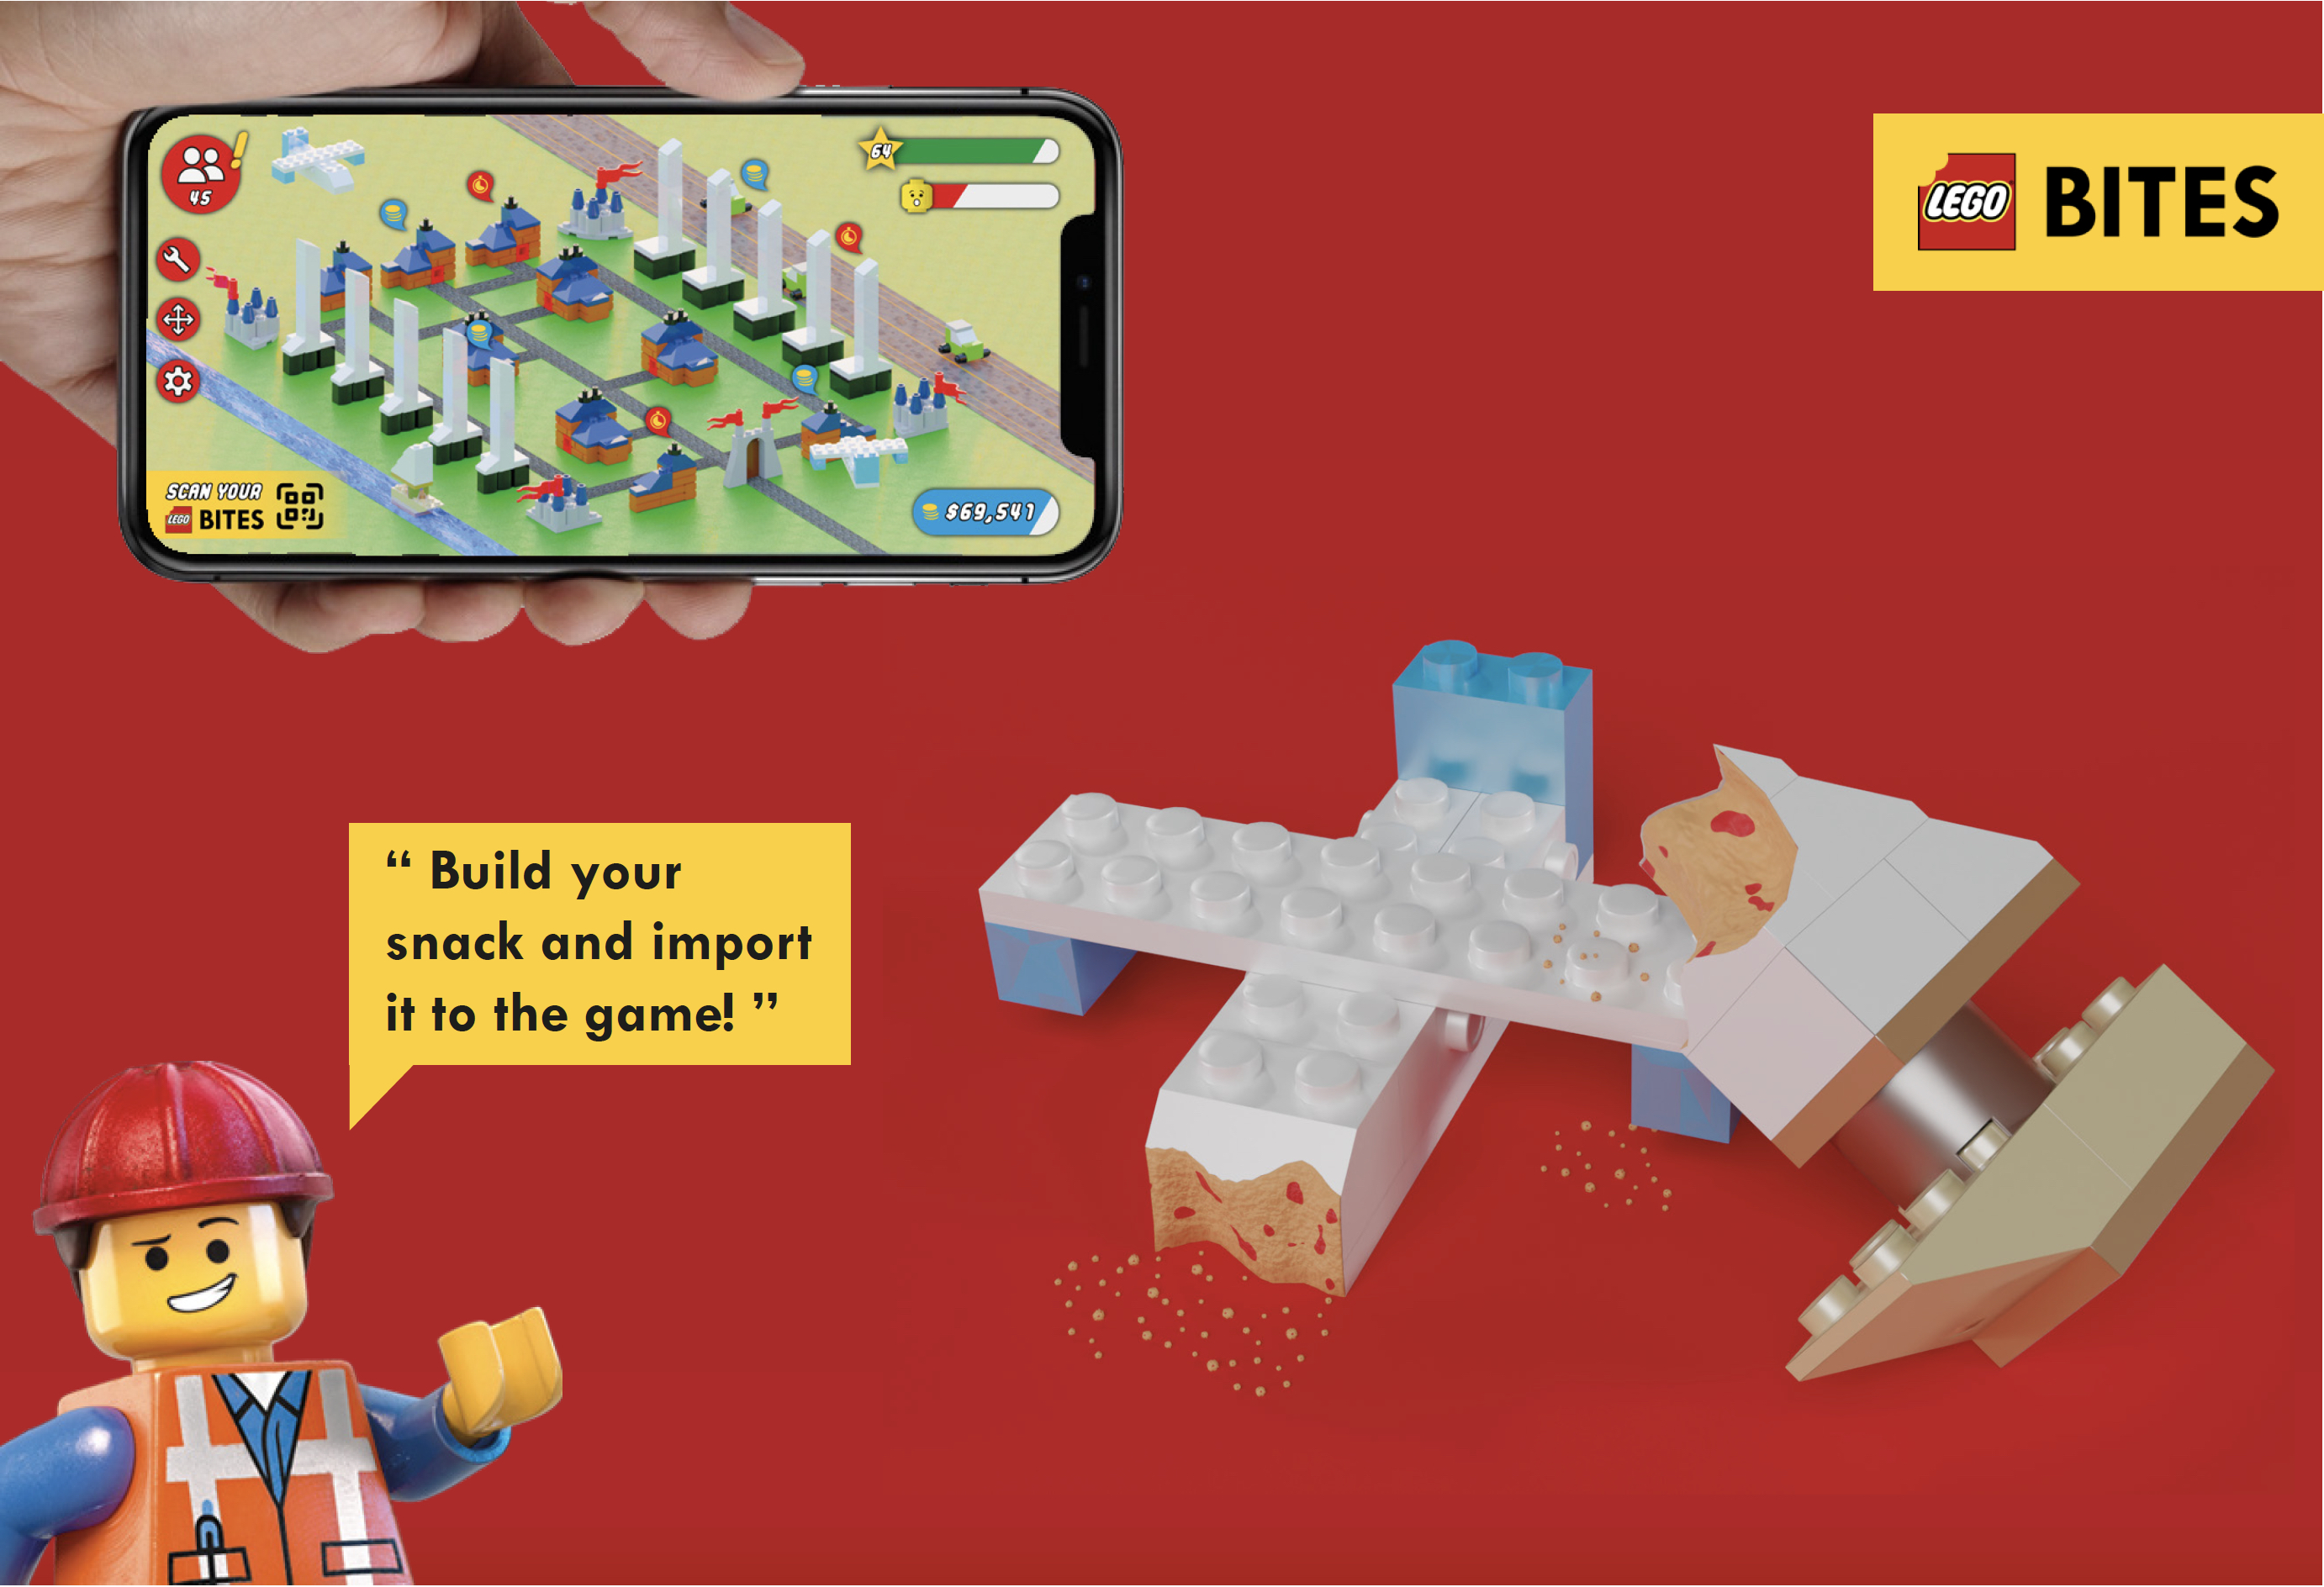 45
64
SCAN YOUR
LEGO BITES
$69,541
LEGO BITES
“ Build your
snack and import
it to the game! ”